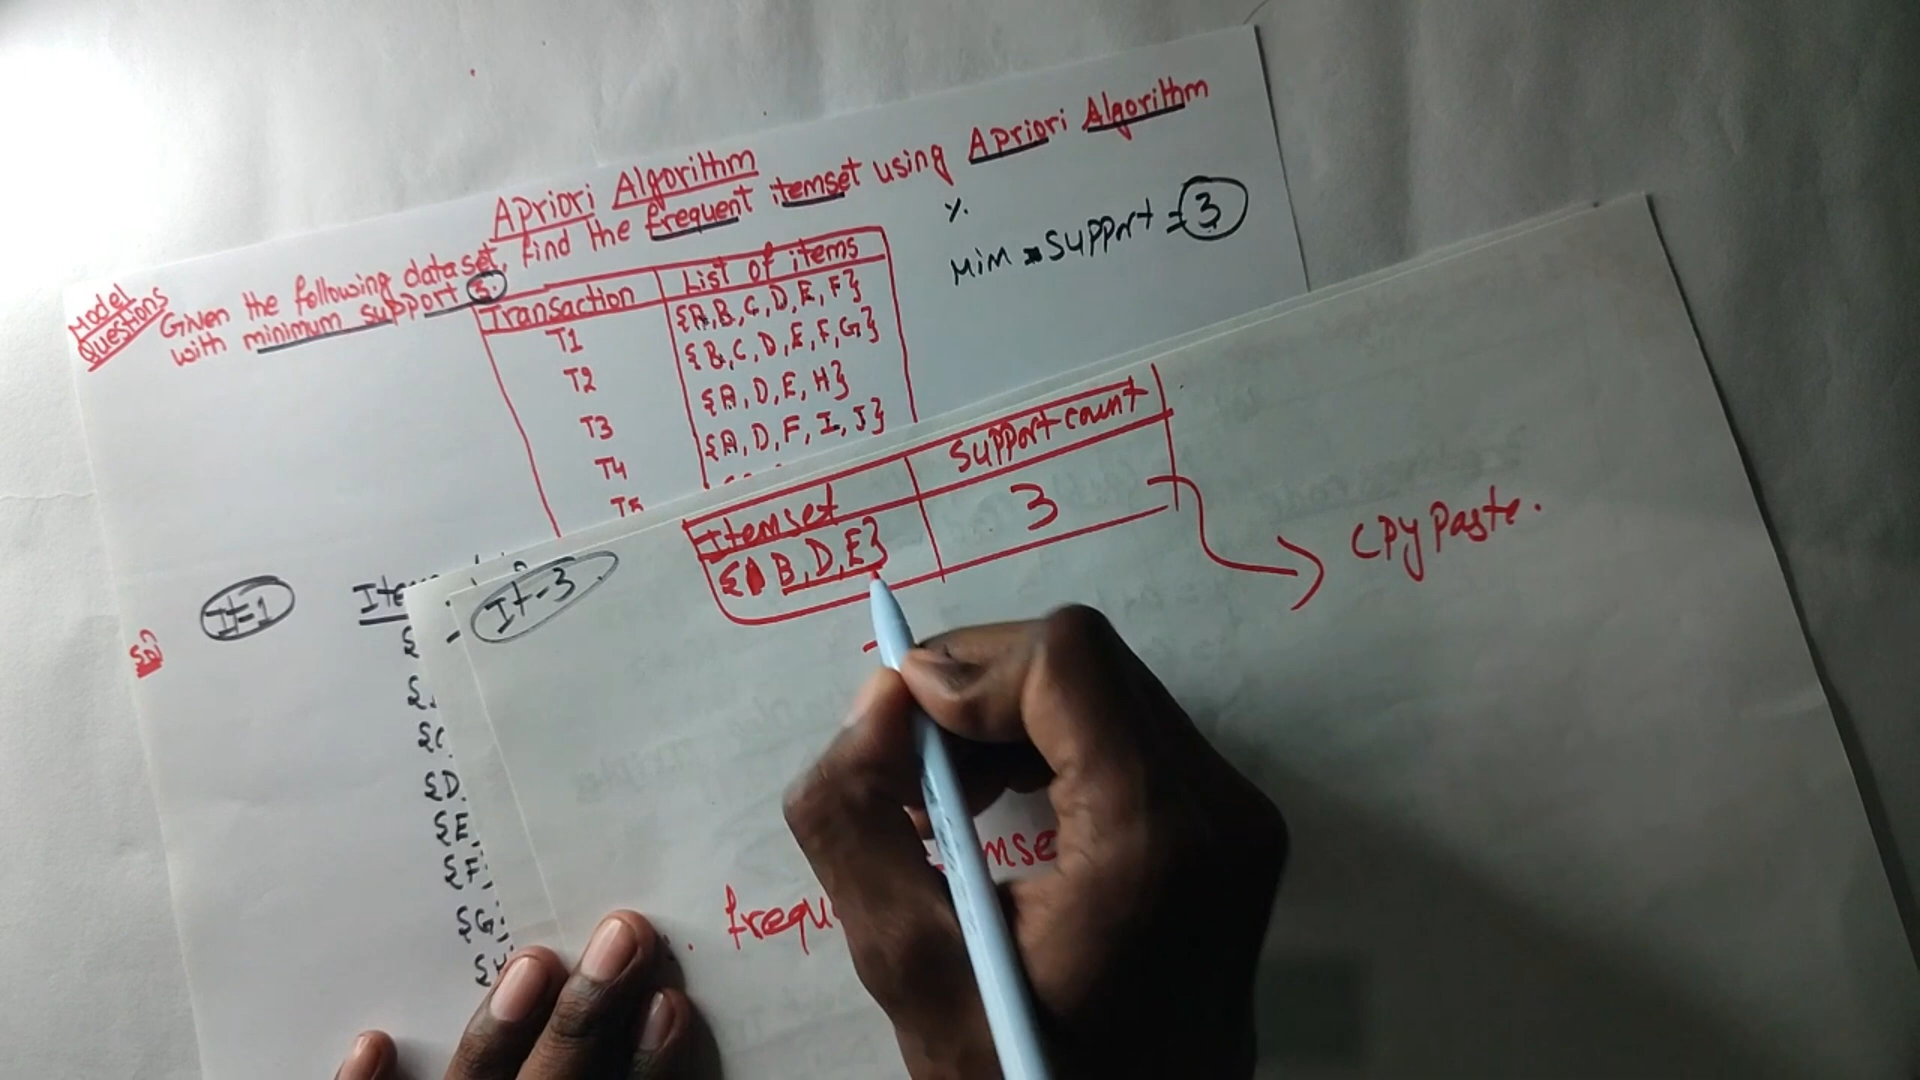 Apriori Algorithm
Model
Questions
Given the following dataset, find the frequent itemset using Apriori Algorithm
with minimum support 3.
%.
Min support = 3
Transaction List of items
T1 {A,B,C,D,E,F}
T2 {B,C,D,E,F,G}
T3 {A,D,E,H}
T4 {A,D,F,I,J}
Itemset Support count
{B,D,E} 3
CPY Paste.
It-3
It-1
{D
{E
{F
{G